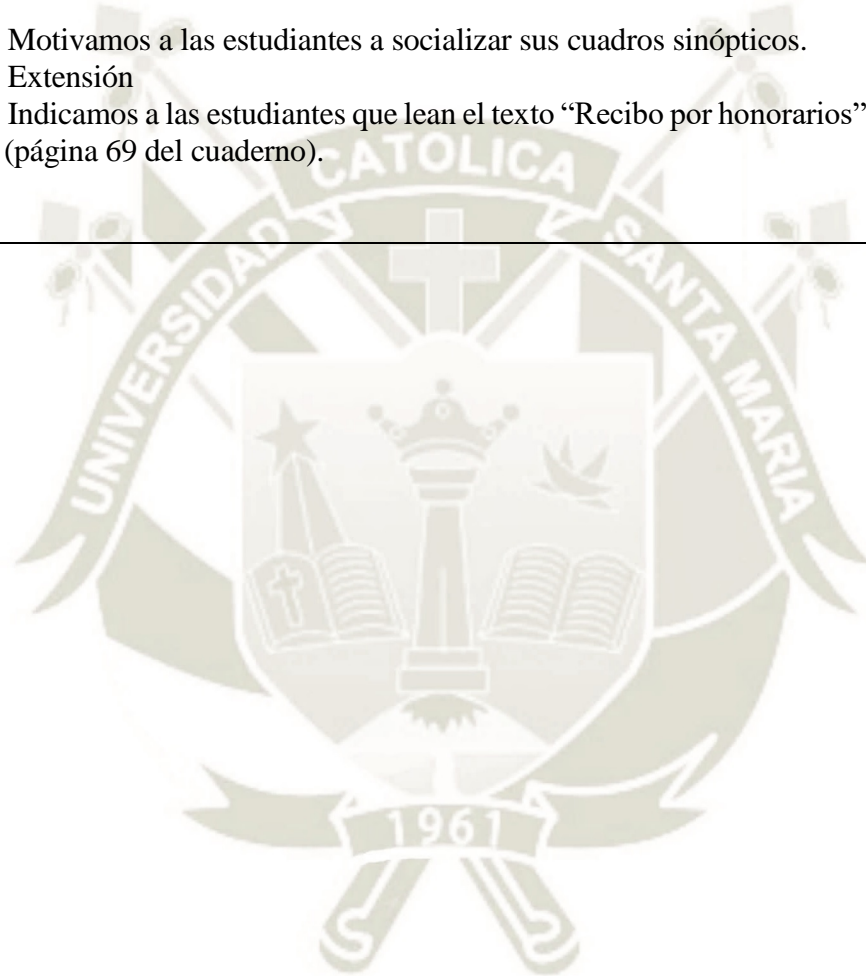 Motivamos a las estudiantes a socializar sus cuadros sinópticos.
Extensión
Indicamos a las estudiantes que lean el texto “Recibo por honorarios”
(página 69 del cuaderno).
UNIVERSIDAD CATOLICA SANTA MARIA
1961